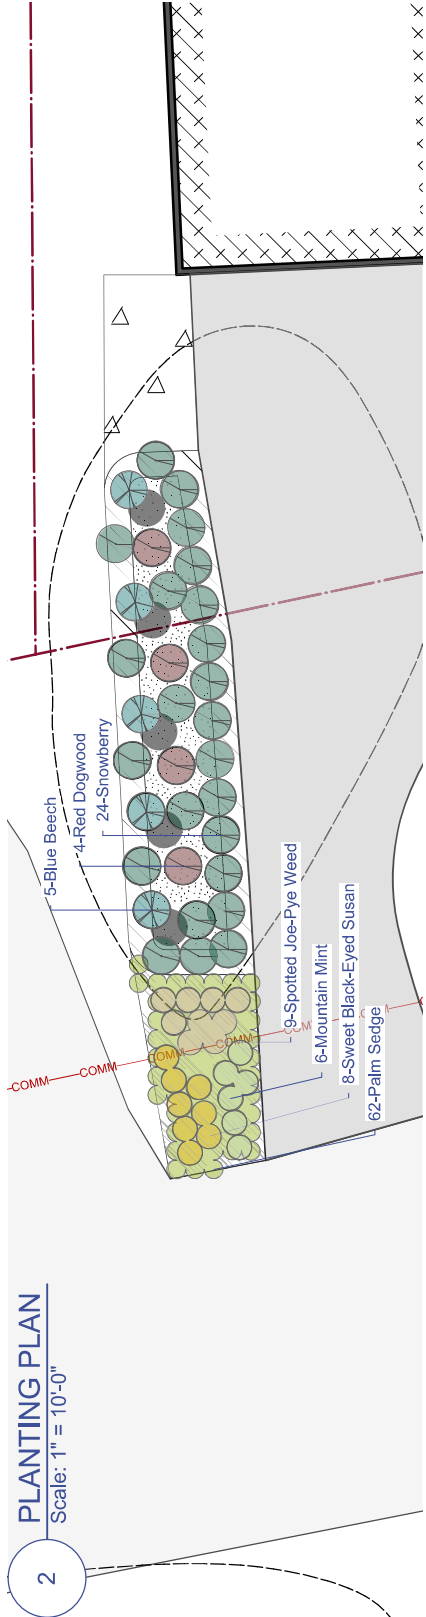 5-Blue Beech
4-Red Dogwood
24-Snowberry
9-Spotted Joe-Pye Weed
6-Mountain Mint
8-Sweet Black-Eyed Susan
62-Palm Sedge
COMM
COMM
COMM
COMM
COMM
2
PLANTING PLAN
Scale: 1" = 10'-0"